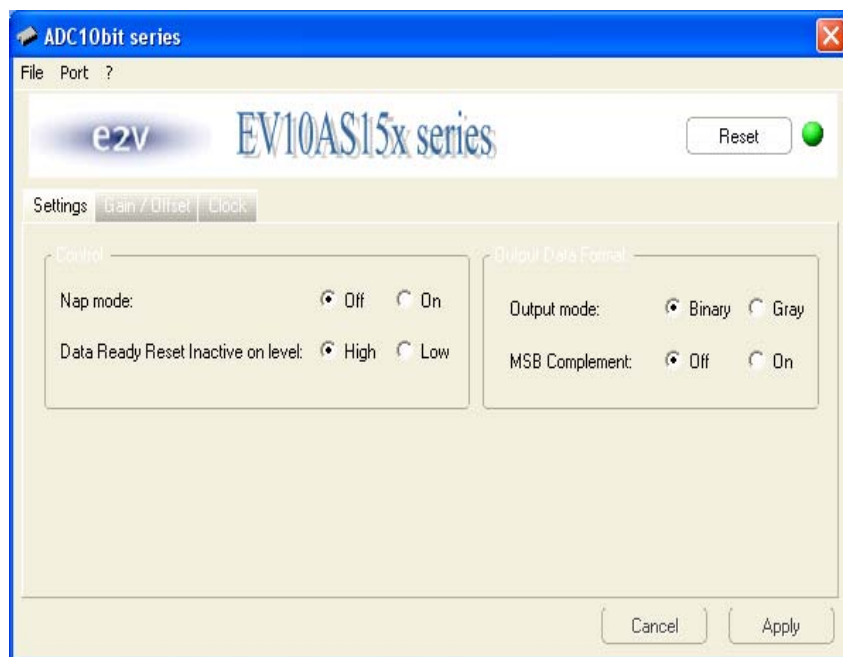 ADC10bit series
File Port ?
e2v EV10AS15x series Reset
Settings Gain / Offset Clock
Control
Nap mode: Off On
Data Ready Reset Inactive on level: High Low
Output Data Format
Output mode: Binary Gray
MSB Complement: Off On
Cancel Apply